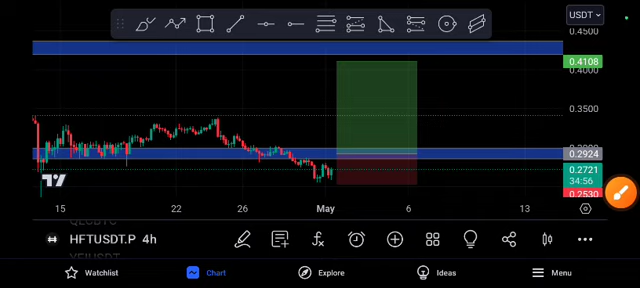 USDT
0.4500
0.4108
0.4000
0.3500
0.2924
0.2721
34:56
0.2530
15
22
26
May
6
13
HFTUSDT.P 4h
Watchlist
Chart
Explore
Ideas
Menu